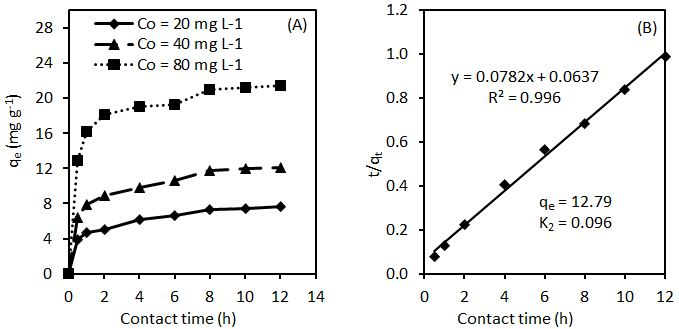 (A)
Co = 20 mg L-1
Co = 40 mg L-1
Co = 80 mg L-1
28
24
20
16
12
8
4
0
qe (mg g-1)
0 2 4 6 8 10 12 14
Contact time (h)
(B)
y = 0.0782x + 0.0637
R² = 0.996
qe = 12.79
K2 = 0.096
1.2
1.0
0.8
0.6
0.4
0.2
0.0
t/qt
0 2 4 6 8 10 12
Contact time (h)